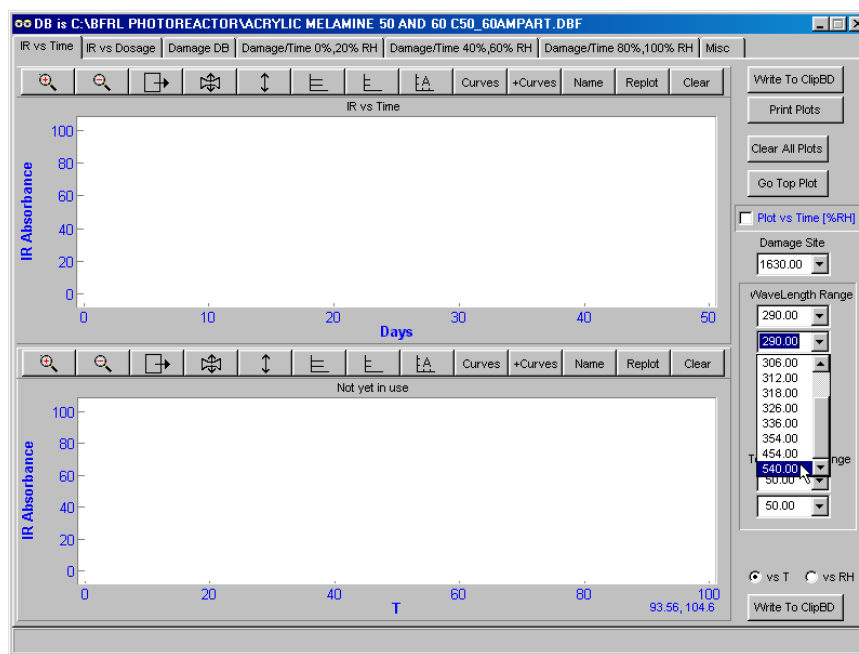 DB is C:\BFRL PHOTOREACTOR\ACRYLIC MELAMINE 50 AND 60 C50_60AMPART.DBF
IR vs Time IR vs Dosage Damage DB Damage/Time 0%,20% RH Damage/Time 40%,60% RH Damage/Time 80%,100% RH Misc
Curves +Curves Name Replot Clear
IR vs Time
IR Absorbance
100
80
60
40
20
0
0 10 20 30 40 50
Days
Curves +Curves Name Replot Clear
Not yet in use
IR Absorbance
100
80
60
40
20
0
0 20 40 60 80 100
T
93.56, 104.6
Write To ClipBD
Print Plots
Clear All Plots
Go Top Plot
Plot vs Time [%RH]
Damage Site
1630.00
WaveLength Range
290.00
290.00
306.00
312.00
318.00
326.00
336.00
354.00
454.00
540.00
50.00
50.00
vs T vs RH
Write To ClipBD